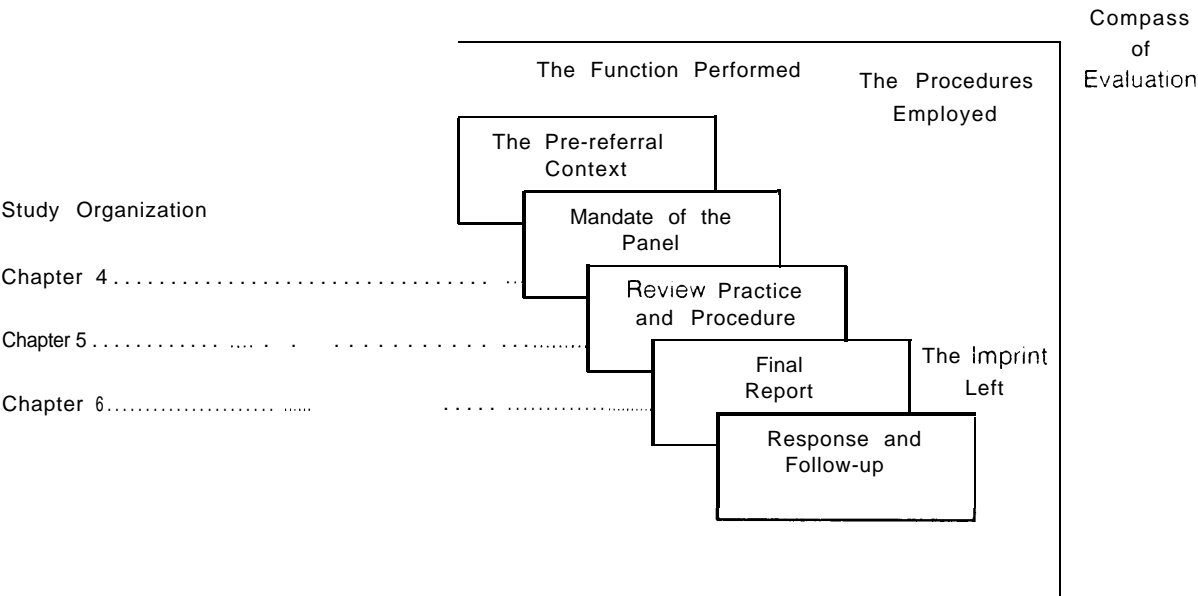 Compass
of
Evaluation
The Function Performed
The Procedures
Employed
The Pre-referral
Context
Study Organization
Mandate of the
Panel
Chapter 4
Review Practice
and Procedure
Chapter 5
Final
Report
The Imprint
Left
Chapter 6
Response and
Follow-up